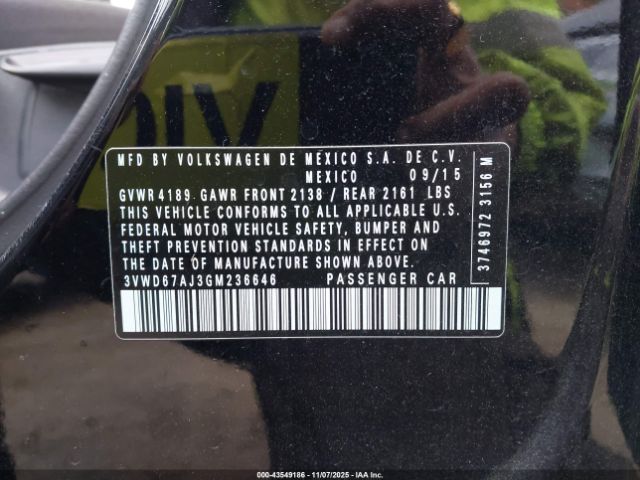 VIQ
MFD BY VOLKSWAGEN DE MEXICO S.A. DE C.V.
MEXICO 09/15
GVWR 4189 GAWR FRONT 2138 / REAR 2161 LBS
THIS VEHICLE CONFORMS TO ALL APPLICABLE U.S.
FEDERAL MOTOR VEHICLE SAFETY, BUMPER AND
THEFT PREVENTION STANDARDS IN EFFECT ON
THE DATE OF MANUFACTURE SHOWN ABOVE.
3VWD67AJ3GM236646 PASSENGER CAR
3746972 3156 M
000-43549186 - 11/07/2025 - IAA Inc.